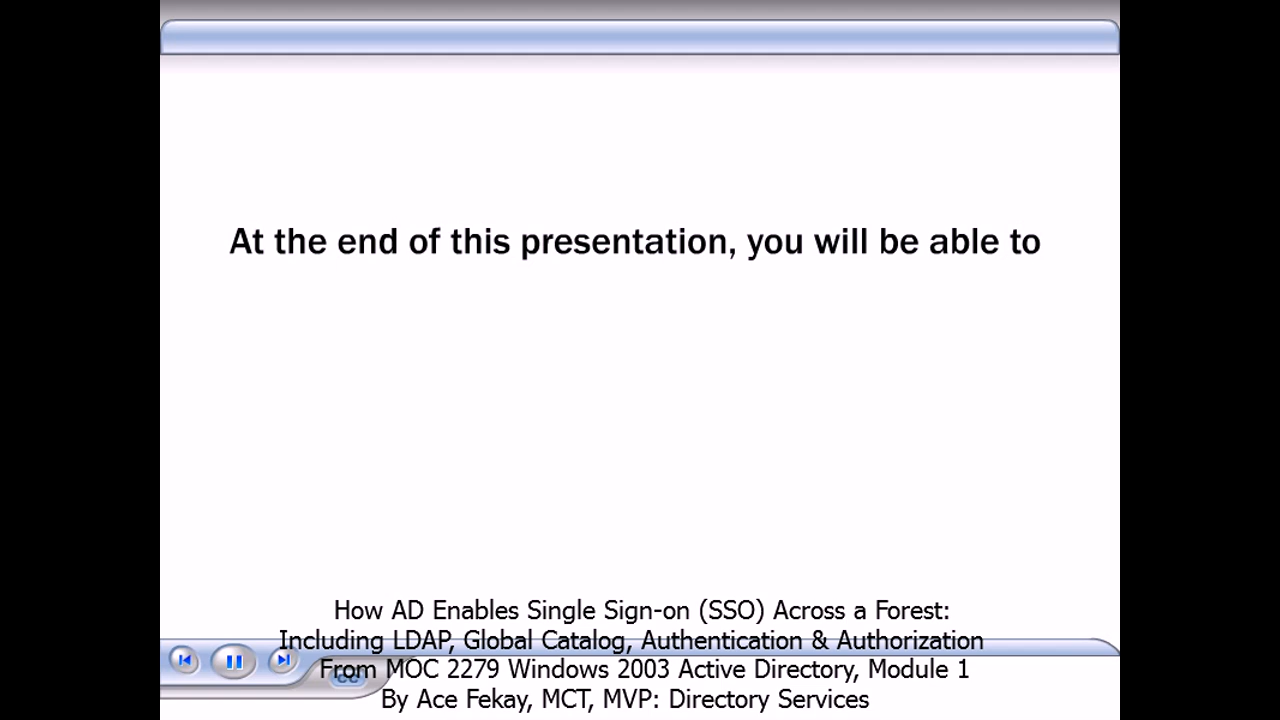 At the end of this presentation, you will be able to
How AD Enables Single Sign-on (SSO) Across a Forest:
Including LDAP, Global Catalog, Authentication & Authorization
From MOC 2279 Windows 2003 Active Directory, Module 1
CC
By Ace Fekay, MCT, MVP: Directory Services